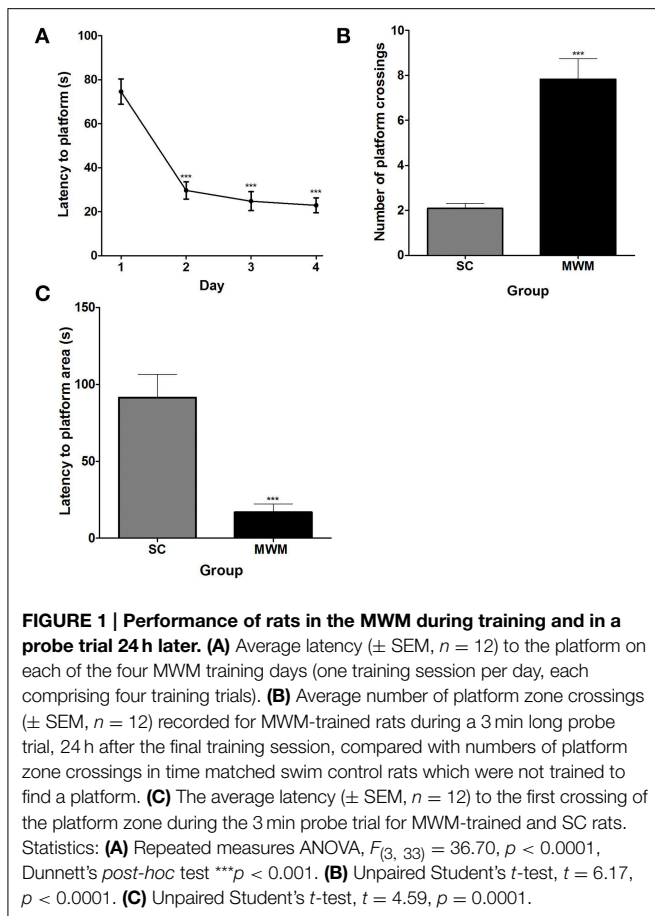 A
Latency to platform (s)
100
80
60
40
20
0
***
***
***
1 2 3 4
Day
B
Number of platform crossings
10
8
6
4
2
0
***
SC MWM
Group
C
Latency to platform area (s)
150
100
50
0
***
SC MWM
Group
FIGURE 1 | Performance of rats in the MWM during training and in a
probe trial 24 h later. (A) Average latency (± SEM, n = 12) to the platform on
each of the four MWM training days (one training session per day, each
comprising four training trials). (B) Average number of platform zone crossings
(± SEM, n = 12) recorded for MWM-trained rats during a 3 min long probe
trial, 24 h after the final training session, compared with numbers of platform
zone crossings in time matched swim control rats which were not trained to
find a platform. (C) The average latency (± SEM, n = 12) to the first crossing of
the platform zone during the 3 min probe trial for MWM-trained and SC rats.
Statistics: (A) Repeated measures ANOVA, F(3, 33) = 36.70, p < 0.0001,
Dunnett's post-hoc test ***p < 0.001. (B) Unpaired Student's t-test, t = 6.17,
p < 0.0001. (C) Unpaired Student's t-test, t = 4.59, p = 0.0001.